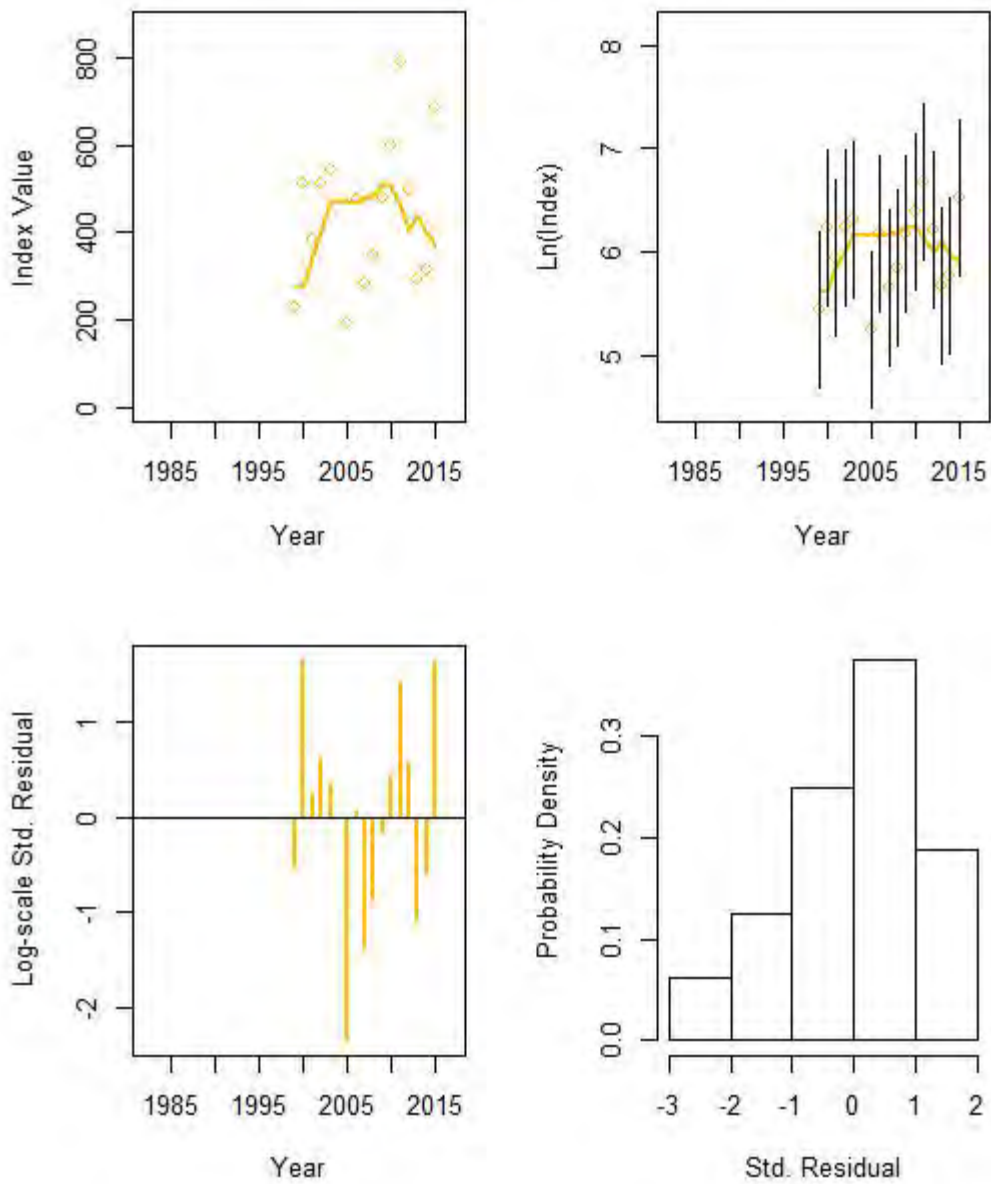 800
600
400
200
0
Index Value
1985 1995 2005 2015
Year
8
7
6
5
Ln(Index)
1985 1995 2005 2015
Year
1
0
-1
-2
Log-scale Std. Residual
1985 1995 2005 2015
Year
0.3
0.2
0.1
0.0
Probability Density
-3 -2 -1 0 1 2
Std. Residual